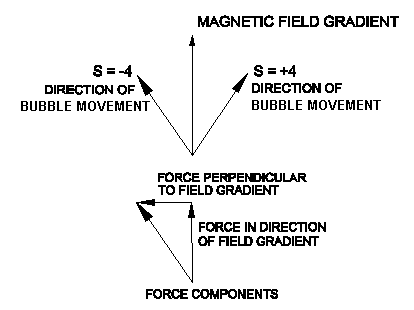 MAGNETIC FIELD GRADIENT
S = -4
DIRECTION OF
BUBBLE MOVEMENT
S = +4
DIRECTION OF
BUBBLE MOVEMENT
FORCE PERPENDICULAR
TO FIELD GRADIENT
FORCE IN DIRECTION
OF FIELD GRADIENT
FORCE COMPONENTS